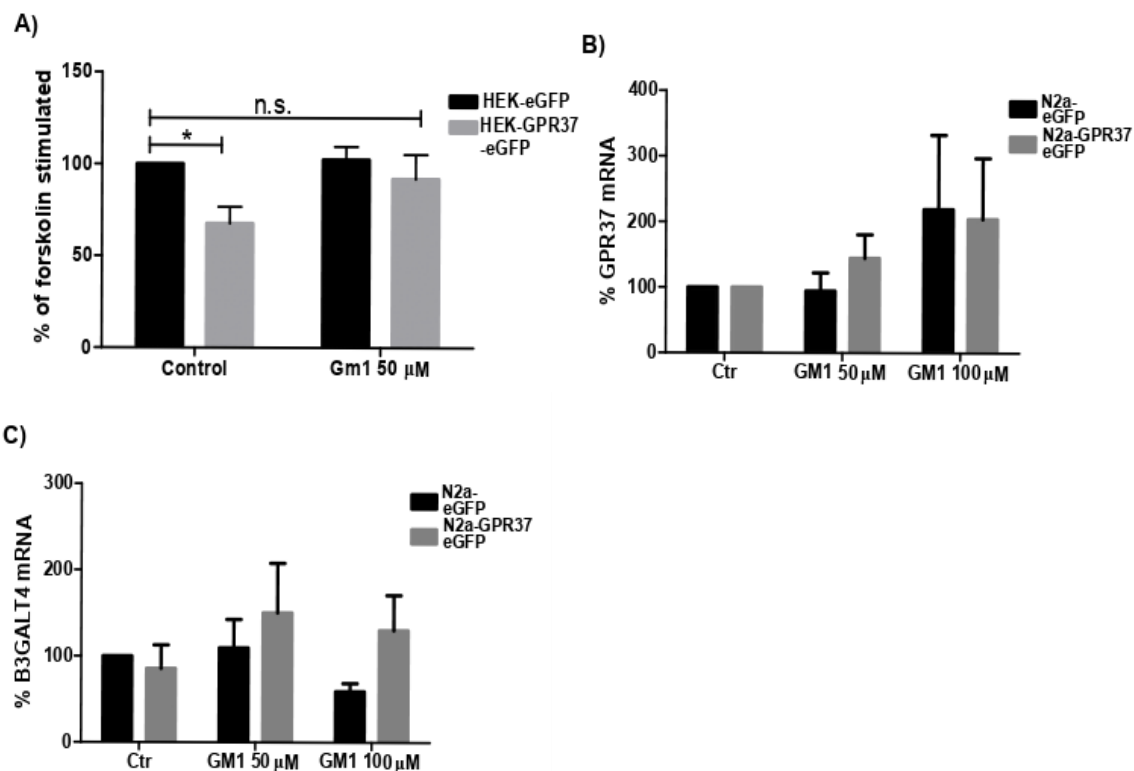 A)
% of forskolin stimulated
150
100
50
0
n.s.
*
HEK-eGFP
HEK-GPR37
-eGFP
Control
Gm1 50 μM
B)
% GPR37 mRNA
400
300
200
100
0
N2a-
eGFP
N2a-GPR37
eGFP
Ctr
GM1 50 μM
GM1 100 μM
C)
% B3GALT4 mRNA
300
200
100
0
N2a-
eGFP
N2a-GPR37
eGFP
Ctr
GM1 50 μM
GM1 100 μM